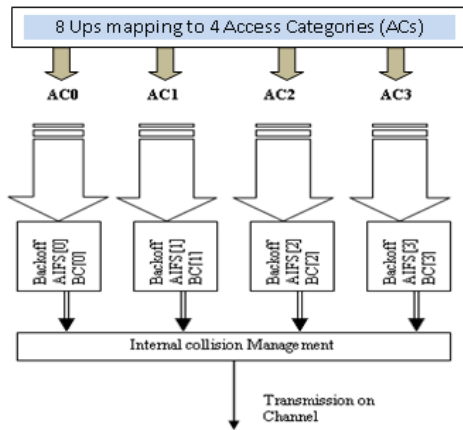 8 Ups mapping to 4 Access Categories (ACs)
AC0 AC1 AC2 AC3
Backoff
AIFS[0]
BC[0]
Backoff
AIFS[1]
BC[1]
Backoff
AIFS[2]
BC[2]
Backoff
AIFS[3]
BC[3]
Internal collision Management
Transmission on
Channel